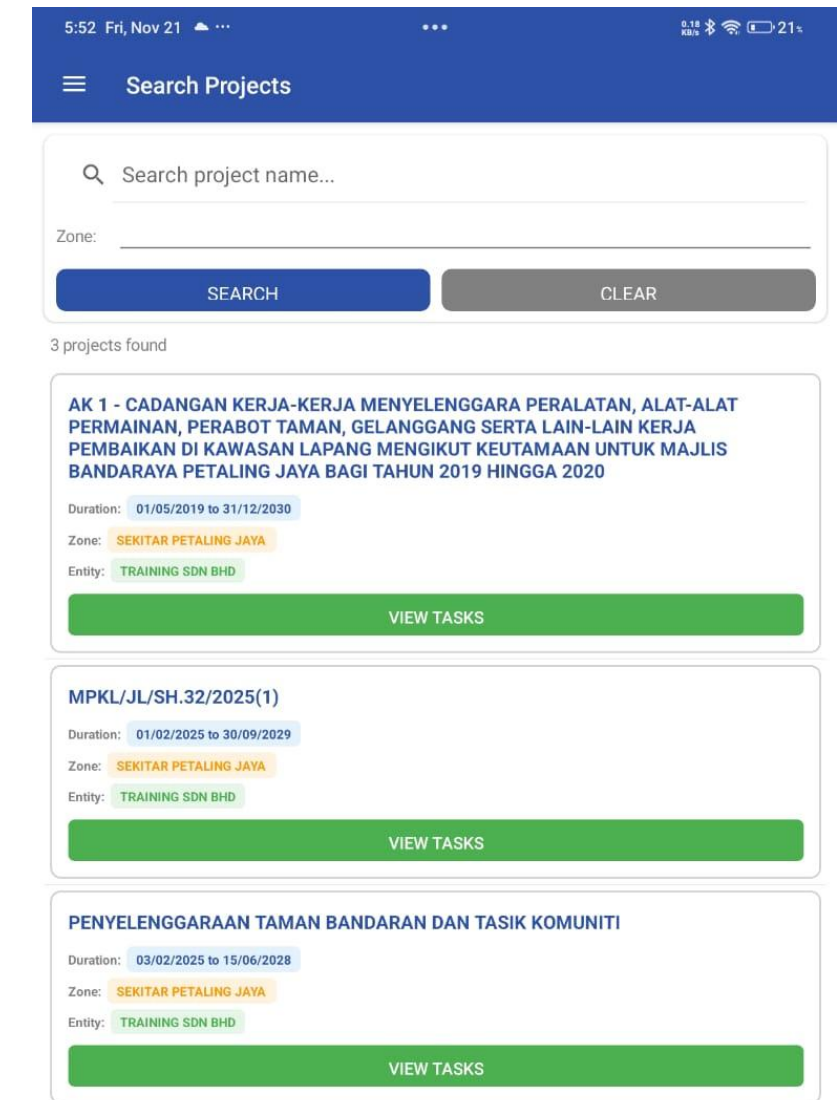 5:52 Fri, Nov 21
0.18 KB/s 21%
Search Projects
Search project name...
Zone:
SEARCH CLEAR
3 projects found
AK 1 - CADANGAN KERJA-KERJA MENYELENGGARA PERALATAN, ALAT-ALAT
PERMAINAN, PERABOT TAMAN, GELANGGANG SERTA LAIN-LAIN KERJA
PEMBAIKAN DI KAWASAN LAPANG MENGIKUT KEUTAMAAN UNTUK MAJLIS
BANDARAYA PETALING JAYA BAGI TAHUN 2019 HINGGA 2020
Duration: 01/05/2019 to 31/12/2030
Zone: SEKITAR PETALING JAYA
Entity: TRAINING SDN BHD
VIEW TASKS
MPKL/JL/SH.32/2025(1)
Duration: 01/02/2025 to 30/09/2029
Zone: SEKITAR PETALING JAYA
Entity: TRAINING SDN BHD
VIEW TASKS
PENYELENGGARAAN TAMAN BANDARAN DAN TASIK KOMUNITI
Duration: 03/02/2025 to 15/06/2028
Zone: SEKITAR PETALING JAYA
Entity: TRAINING SDN BHD
VIEW TASKS